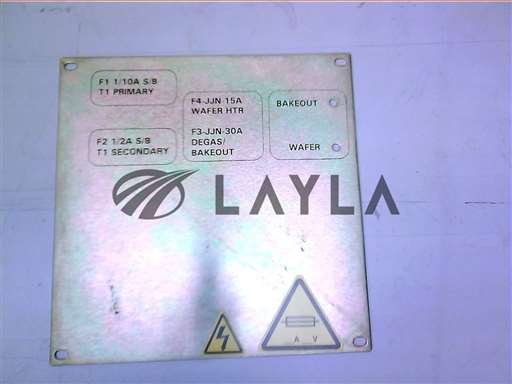 F1 1/10A S/B
T1 PRIMARY
F2 1/2A S/B
T1 SECONDARY
F4-JJN-15A
WAFER HTR
F3-JJN-30A
DEGAS/
BAKEOUT
BAKEOUT
WAFER
LAYLA
A V